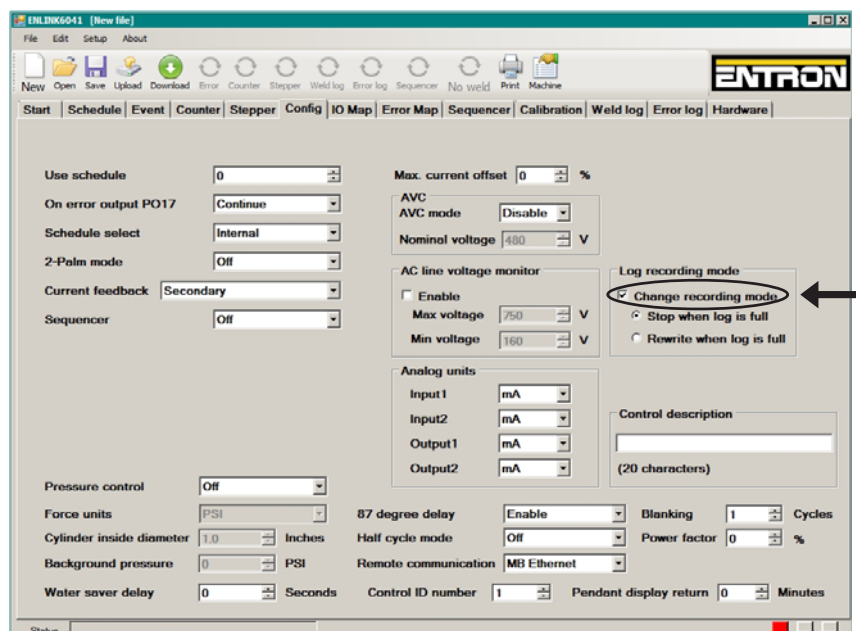 ENLINK6041 [New file]
File Edit Setup About
New Open Save Upload Download Error Counter Stepper Weld log Error log Sequencer No weld Print Machine
ENTRON
Start Schedule Event Counter Stepper Config IO Map Error Map Sequencer Calibration Weld log Error log Hardware
Use schedule 0
Max. current offset 0 %
On error output PO17 Continue
AVC
AVC mode Disable
Schedule select Internal
Nominal voltage 480 V
2-Palm mode Off
AC line voltage monitor
Log recording mode
Current feedback Secondary
Enable
Change recording mode
Sequencer Off
Max voltage 750 V
Stop when log is full
Min voltage 160 V
Rewrite when log is full
Analog units
Input1 mA
Input2 mA
Control description
Output1 mA
Output2 mA
(20 characters)
Pressure control Off
Force units PSI
87 degree delay Enable
Blanking 1 Cycles
Cylinder inside diameter 1.0 Inches
Half cycle mode Off
Power factor 0 %
Background pressure 0 PSI
Remote communication MB Ethernet
Water saver delay 0 Seconds
Control ID number 1
Pendant display return 0 Minutes
Status